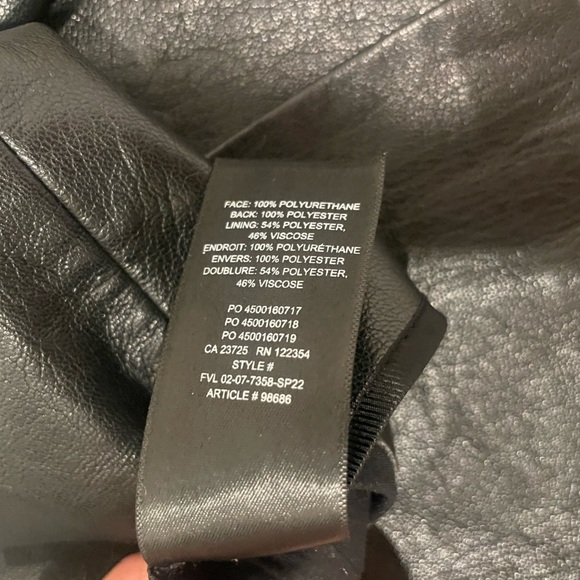 FACE: 100% POLYURETHANE
BACK: 100% POLYESTER
LINING: 54% POLYESTER,
46% VISCOSE
ENDROIT: 100% POLYURÉTHANE
ENVERS: 100% POLYESTER
DOUBLURE: 54% POLYESTER,
46% VISCOSE
PO 4500160717
PO 4500160718
PO 4500160719
CA 23725 RN 122354
STYLE #
FVL 02-07-7358-SP22
ARTICLE # 98686